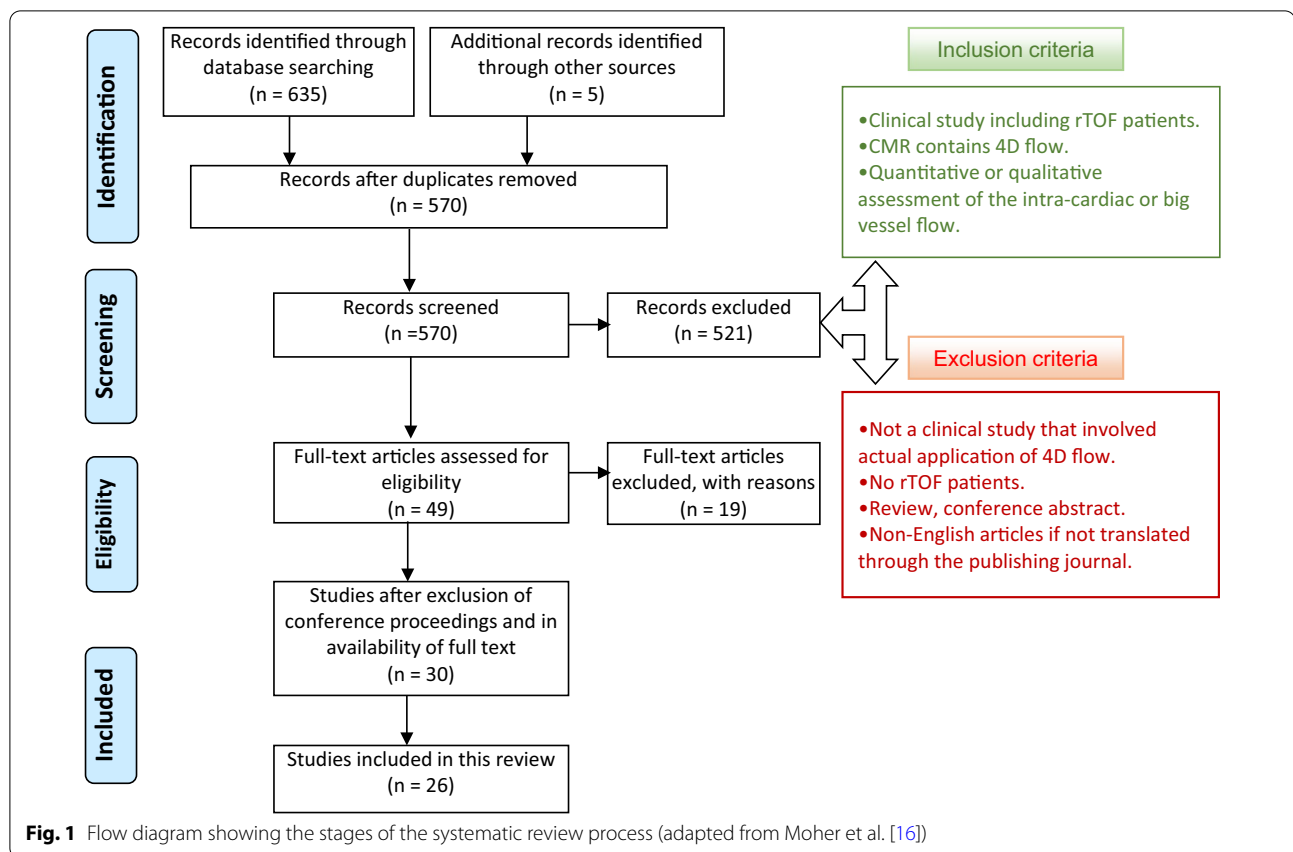 Identification
Records identified through
database searching
(n = 635)
Additional records identified
through other sources
(n = 5)
Records after duplicates removed
(n = 570)
Screening
Records screened
(n =570)
Records excluded
(n = 521)
Eligibility
Full-text articles assessed for
eligibility
(n = 49)
Full-text articles
excluded, with reasons
(n = 19)
Studies after exclusion of
conference proceedings and in
availability of full text
(n = 30)
Included
Studies included in this review
(n = 26)
Inclusion criteria
•Clinical study including rTOF patients.
•CMR contains 4D flow.
•Quantitative or qualitative
assessment of the intra-cardiac or big
vessel flow.
Exclusion criteria
•Not a clinical study that involved
actual application of 4D flow.
•No rTOF patients.
•Review, conference abstract.
•Non-English articles if not translated
through the publishing journal.
Fig. 1 Flow diagram showing the stages of the systematic review process (adapted from Moher et al. [16])